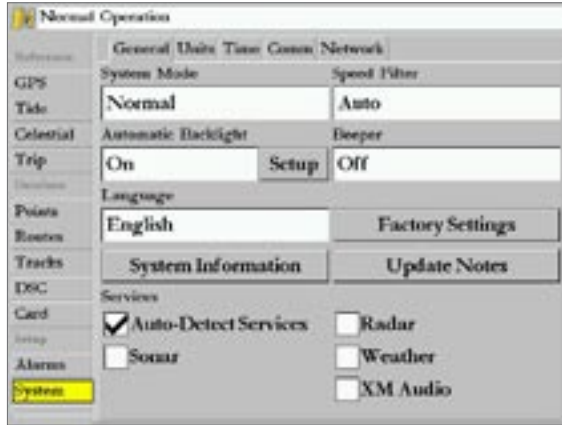 Normal Operation
General Units Time Comm Network
Reference
GPS
Tide
Celestial
Trip
Database
Points
Routes
Tracks
DSC
Card
Setup
Alarms
System
System Mode
Normal
Speed Filter
Auto
Automatic Backlight
On
Setup
Beeper
Off
Language
English
Factory Settings
System Information
Update Notes
Services
Auto-Detect Services
Radar
Sonar
Weather
XM Audio